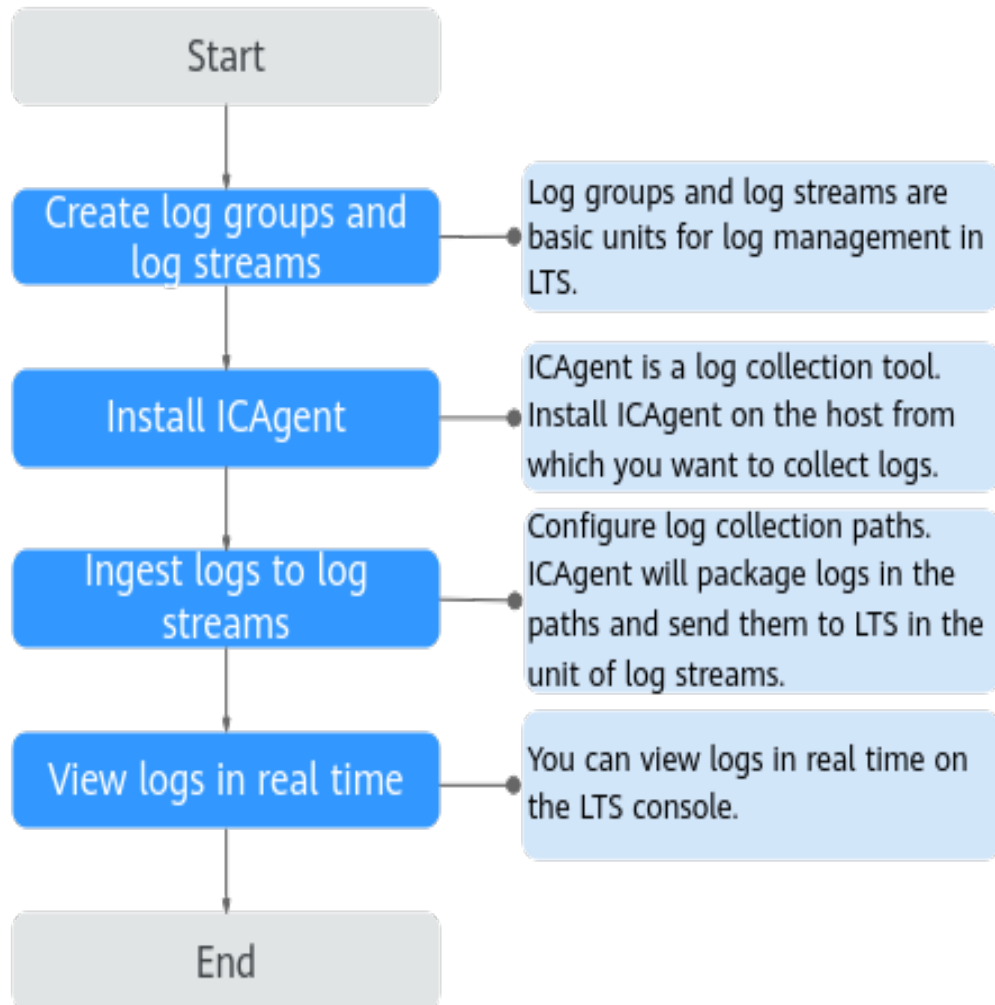 Start
Create log groups and
log streams
Log groups and log streams are
basic units for log management in
LTS.
Install ICAgent
ICAgent is a log collection tool.
Install ICAgent on the host from
which you want to collect logs.
Ingest logs to log
streams
Configure log collection paths.
ICAgent will package logs in the
paths and send them to LTS in the
unit of log streams.
View logs in real time
You can view logs in real time on
the LTS console.
End